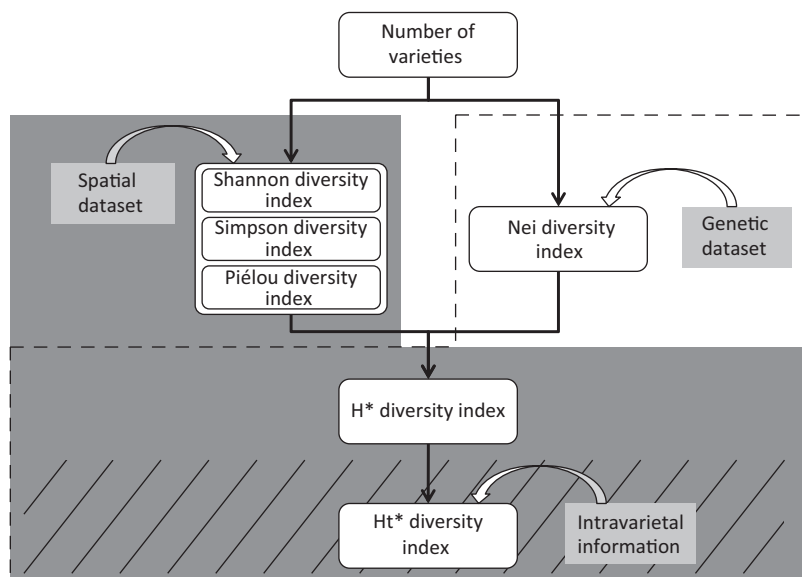 Number of
varieties
Spatial
dataset
Shannon diversity
index
Simpson diversity
index
Piélou diversity
index
Nei diversity
index
Genetic
dataset
H* diversity index
Ht* diversity
index
Intravarietal
information